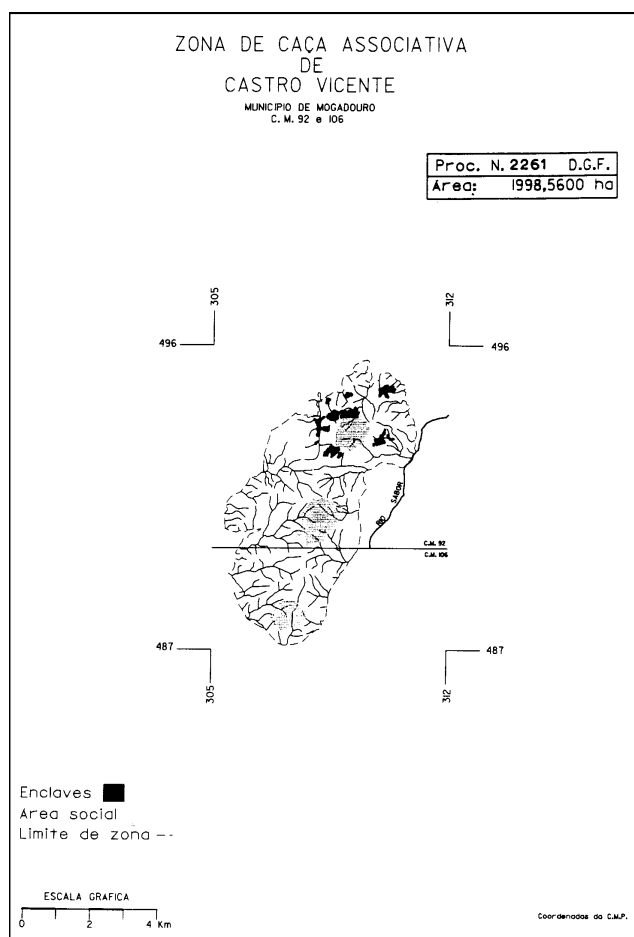 ZONA DE CAÇA ASSOCIATIVA
DE
CASTRO VICENTE
MUNICIPIO DE MOGADOURO
C. M. 92 e 106
Proc. N. 2261 D.G.F.
Área: 1998,5600 ha
305
312
496
496
RIO SABOR
C.M. 92
C.M. 106
487
487
305
312
Enclaves
Area social
Limite de zona --
ESCALA GRAFICA
0 2 4 Km
Coordenadas da C.M.P.